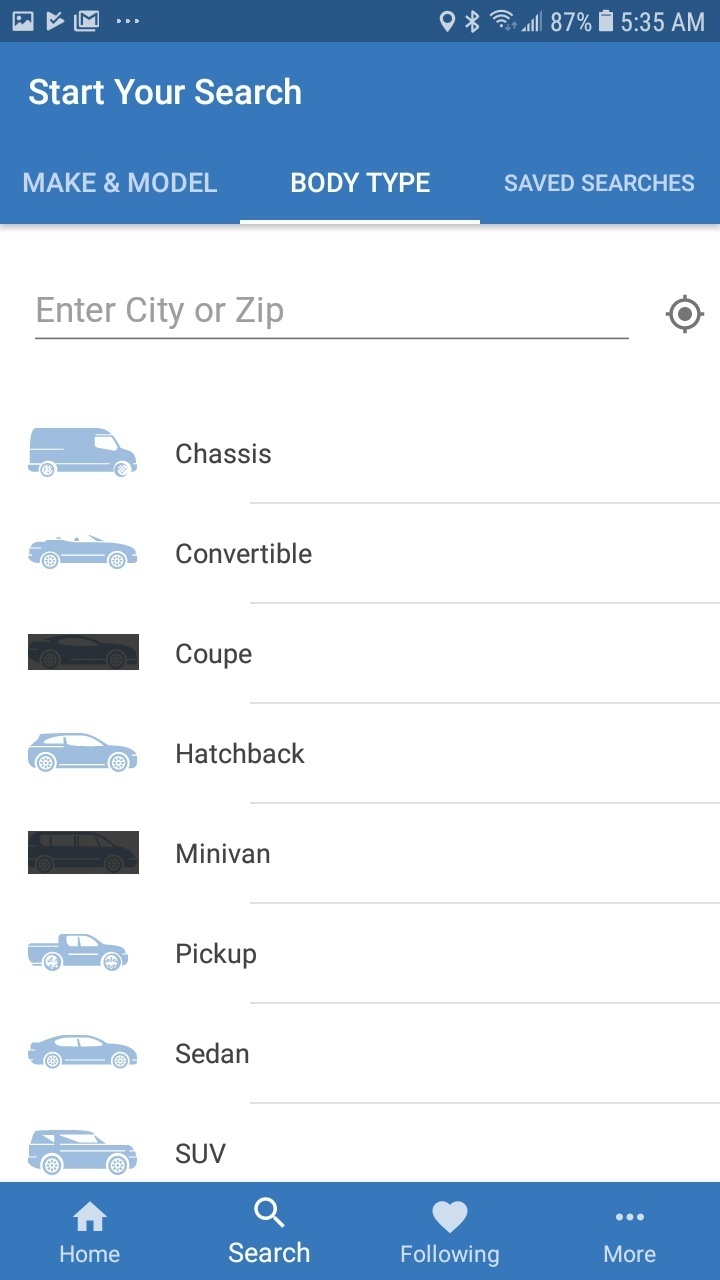 87% 5:35 AM
Start Your Search
MAKE & MODEL BODY TYPE SAVED SEARCHES
Enter City or Zip
Chassis
Convertible
Coupe
Hatchback
Minivan
Pickup
Sedan
SUV
Home Search Following More